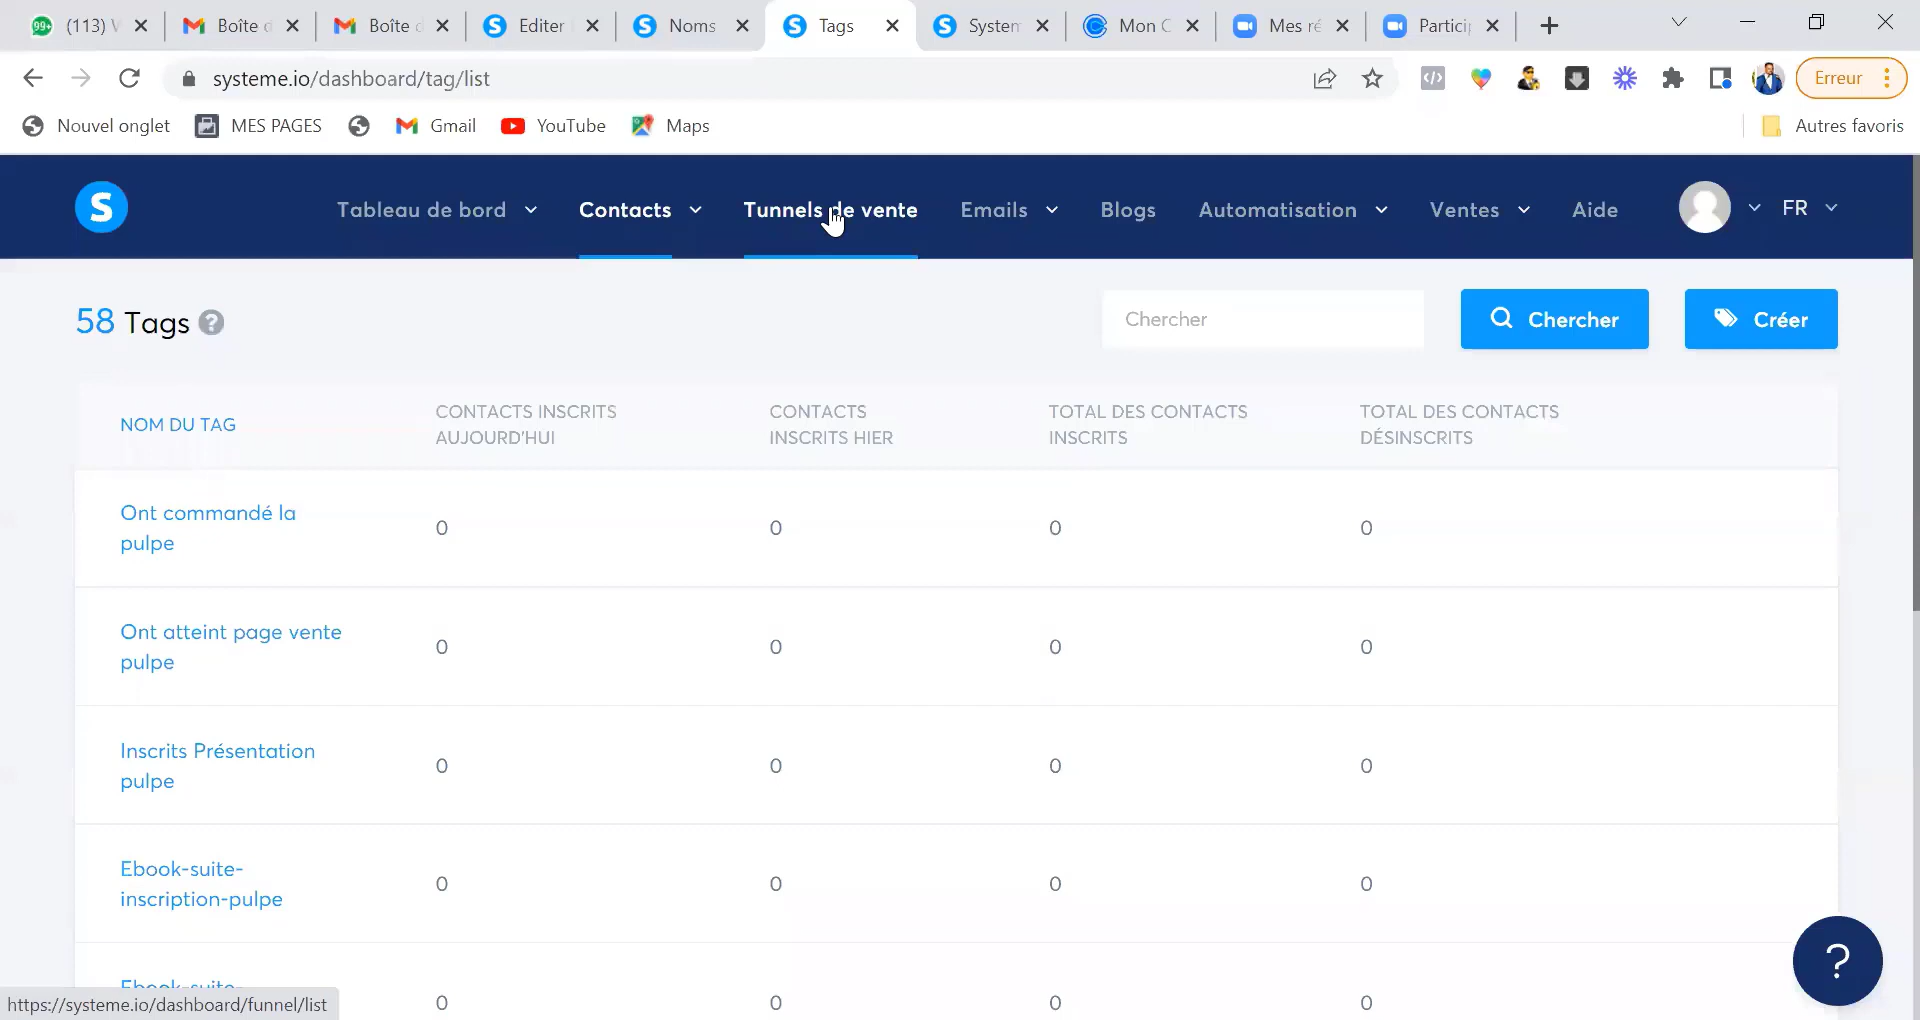 (113) W
Boîte d
Boîte d
Editer
Noms
Tags
System
Mon C
Mes ré
Particip
systeme.io/dashboard/tag/list
Erreur
Nouvel onglet
MES PAGES
Gmail
YouTube
Maps
Autres favoris
S
Tableau de bord
Contacts
Tunnels de vente
Emails
Blogs
Automatisation
Ventes
Aide
FR
58 Tags ?
Chercher
Chercher
Créer
NOM DU TAG
CONTACTS INSCRITS
AUJOURD'HUI
CONTACTS
INSCRITS HIER
TOTAL DES CONTACTS
INSCRITS
TOTAL DES CONTACTS
DÉSINSCRITS
Ont commandé la
pulpe
0 0 0 0
Ont atteint page vente
pulpe
0 0 0 0
Inscrits Présentation
pulpe
0 0 0 0
Ebook-suite-
inscription-pulpe
0 0 0 0
Ebook-suite-
0 0 0 0
?
https://systeme.io/dashboard/funnel/list